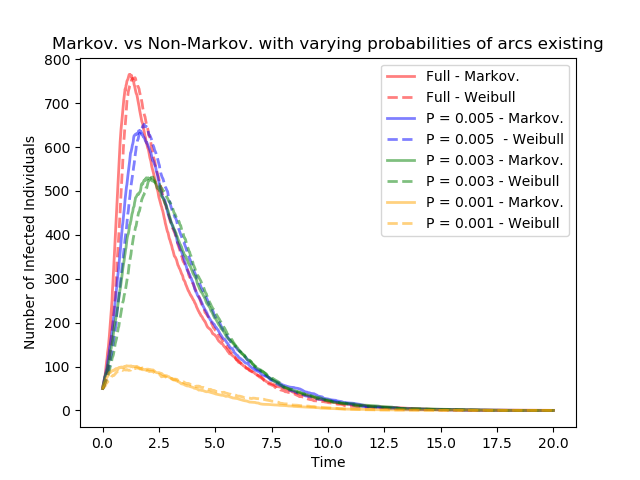 Markov. vs Non-Markov. with varying probabilities of arcs existing
800
700
600
500
400
300
200
100
0
Number of Infected Individuals
Full - Markov.
Full - Weibull
P = 0.005 - Markov.
P = 0.005  - Weibull
P = 0.003 - Markov.
P = 0.003 - Weibull
P = 0.001 - Markov.
P = 0.001 - Weibull
0.0 2.5 5.0 7.5 10.0 12.5 15.0 17.5 20.0
Time